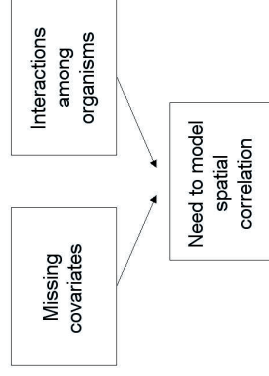 Missing
covariates
Interactions
among
organisms
Need to model
spatial
correlation